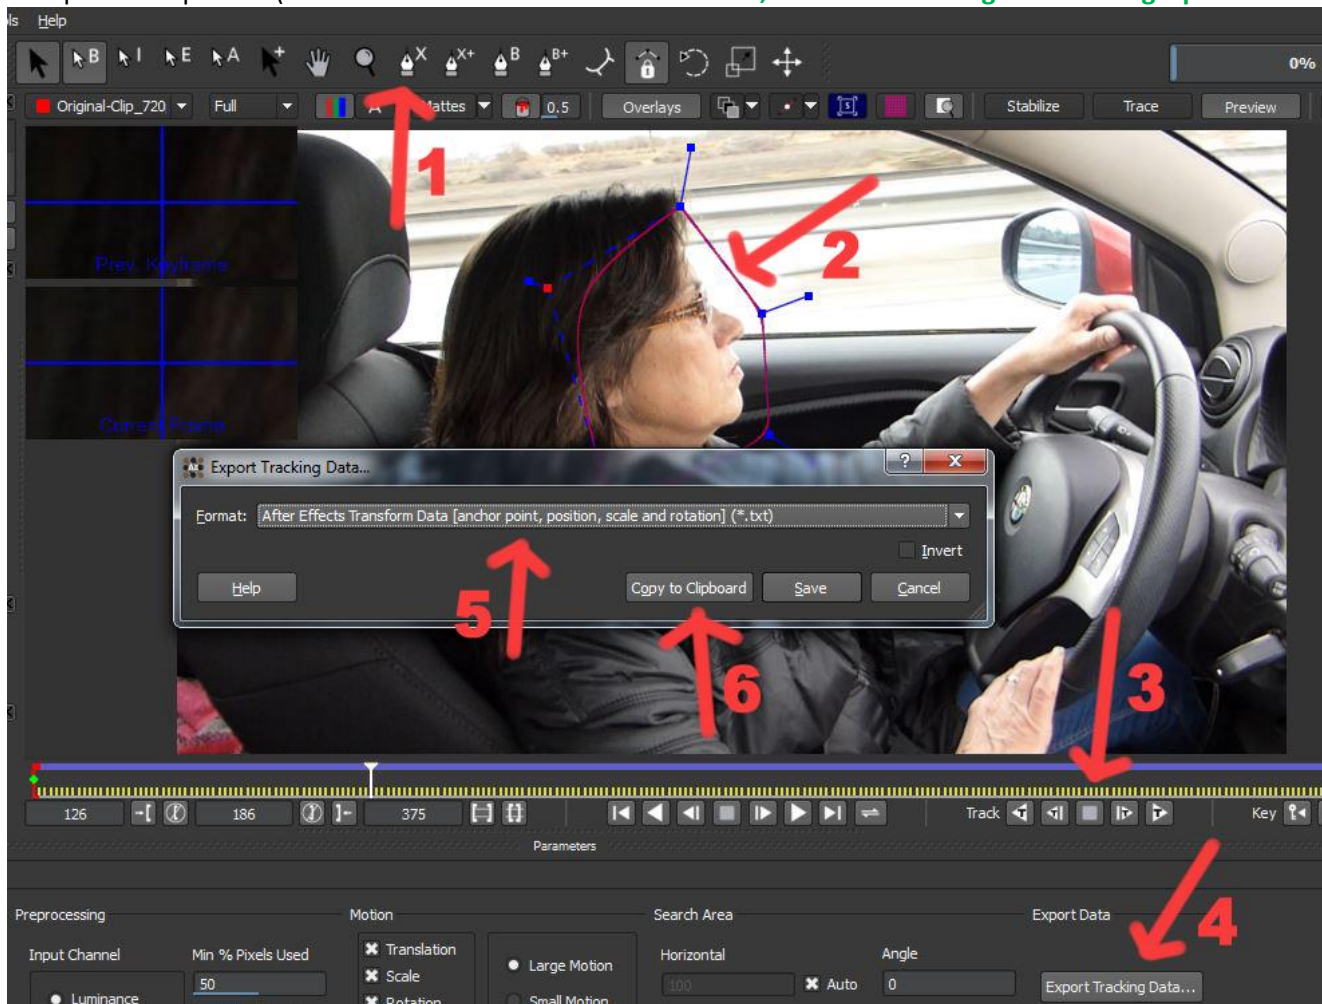 Help
B I E A X X+ B B+
0%
Original-Clip_720 Full Mattes 0.5 Overlays Stabilize Trace Preview
1
2
Prev Keyframe
Current Frame
Export Tracking Data...
Format: After Effects Transform Data [anchor point, position, scale and rotation] (*.txt)
Invert
Help Copy to Clipboard Save Cancel
5
6
3
126 186 375 Track Key
Parameters
4
Preprocessing Motion Search Area Export Data
Input Channel Min % Pixels Used Translation Large Motion Horizontal Angle
Luminance 50 Scale Small Motion 100 Auto 0 Export Tracking Data...
Rotation